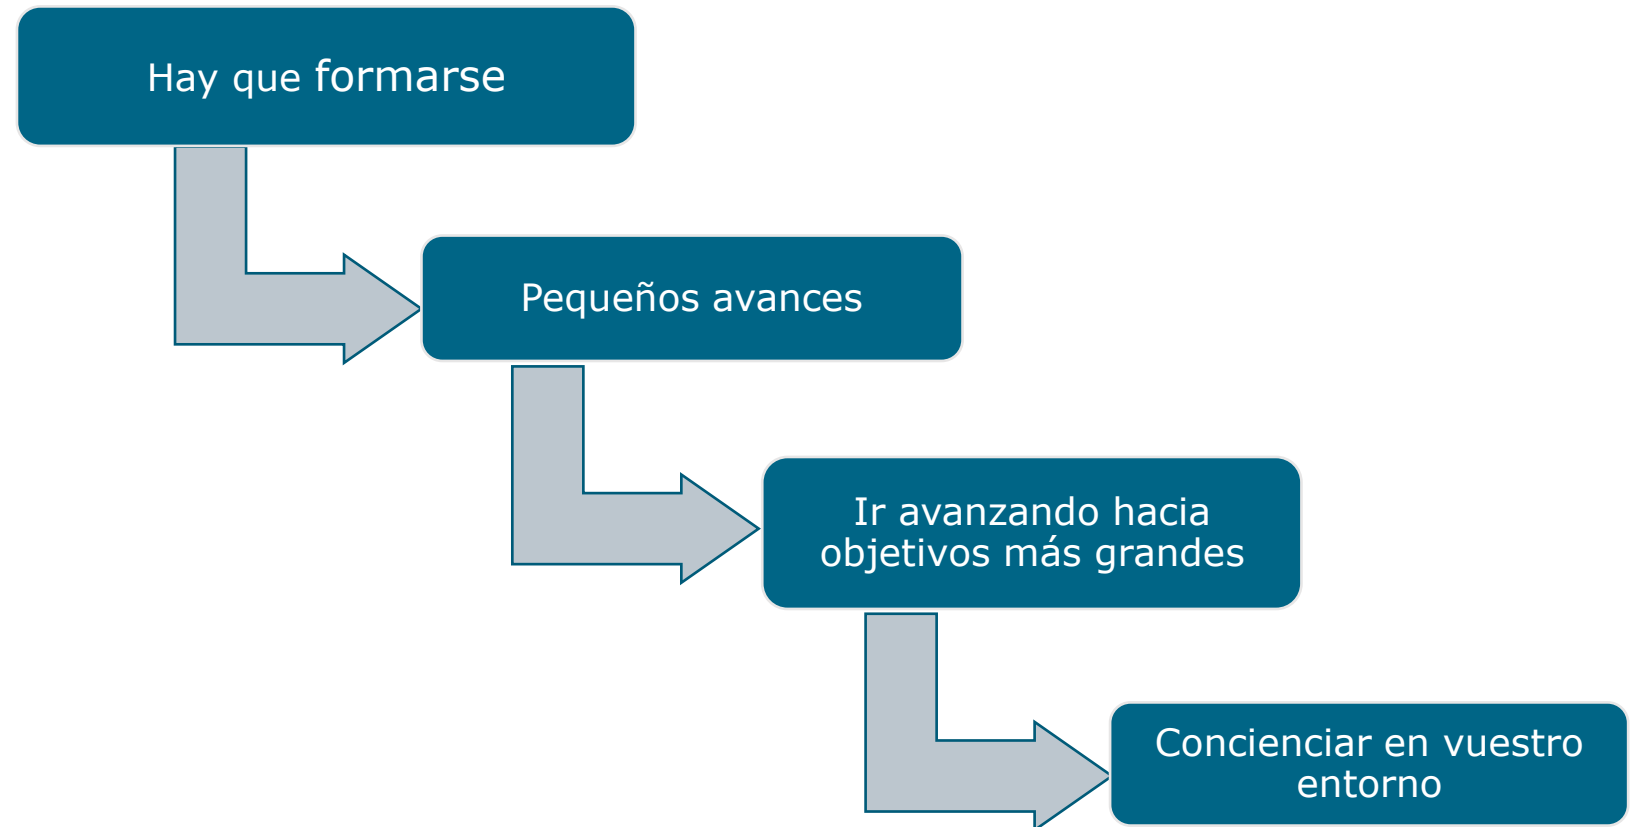 Hay que formarse
Pequeños avances
Ir avanzando hacia
objetivos más grandes
Concienciar en vuestro
entorno